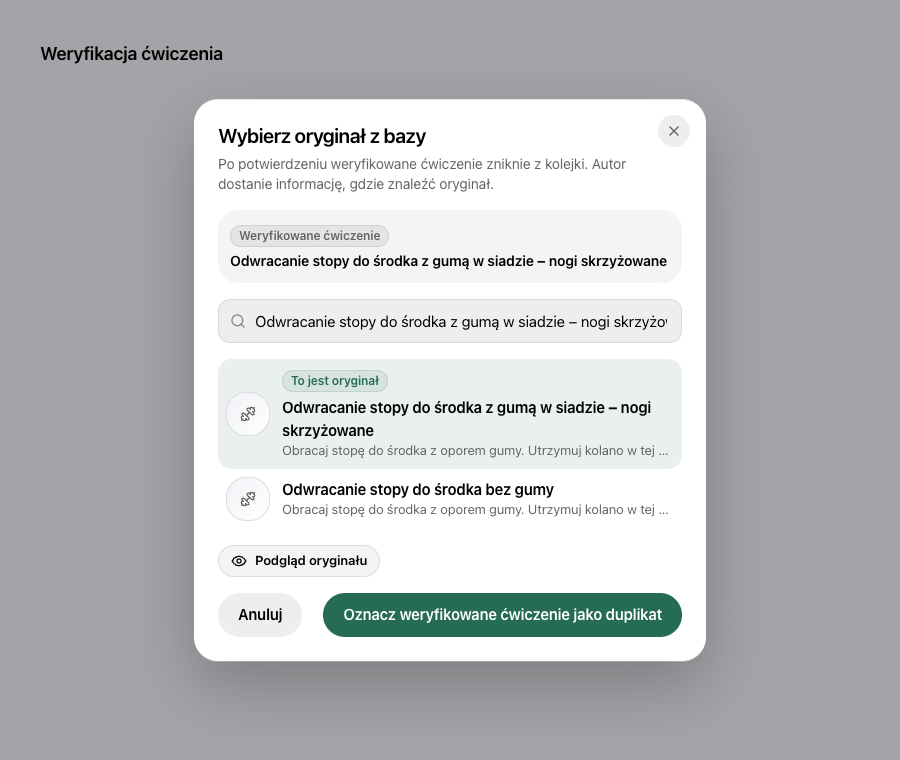 Weryfikacja ćwiczenia
Wybierz oryginał z bazy
Po potwierdzeniu weryfikowane ćwiczenie zniknie z kolejki. Autor
dostanie informację, gdzie znaleźć oryginał.
Weryfikowane ćwiczenie
Odwracanie stopy do środka z gumą w siadzie – nogi skrzyżowane
Odwracanie stopy do środka z gumą w siadzie – nogi skrzyżow
To jest oryginał
Odwracanie stopy do środka z gumą w siadzie – nogi
skrzyżowane
Obracaj stopę do środka z oporem gumy. Utrzymuj kolano w tej ...
Odwracanie stopy do środka bez gumy
Obracaj stopę do środka z oporem gumy. Utrzymuj kolano w tej ...
Podgląd oryginału
Anuluj
Oznacz weryfikowane ćwiczenie jako duplikat